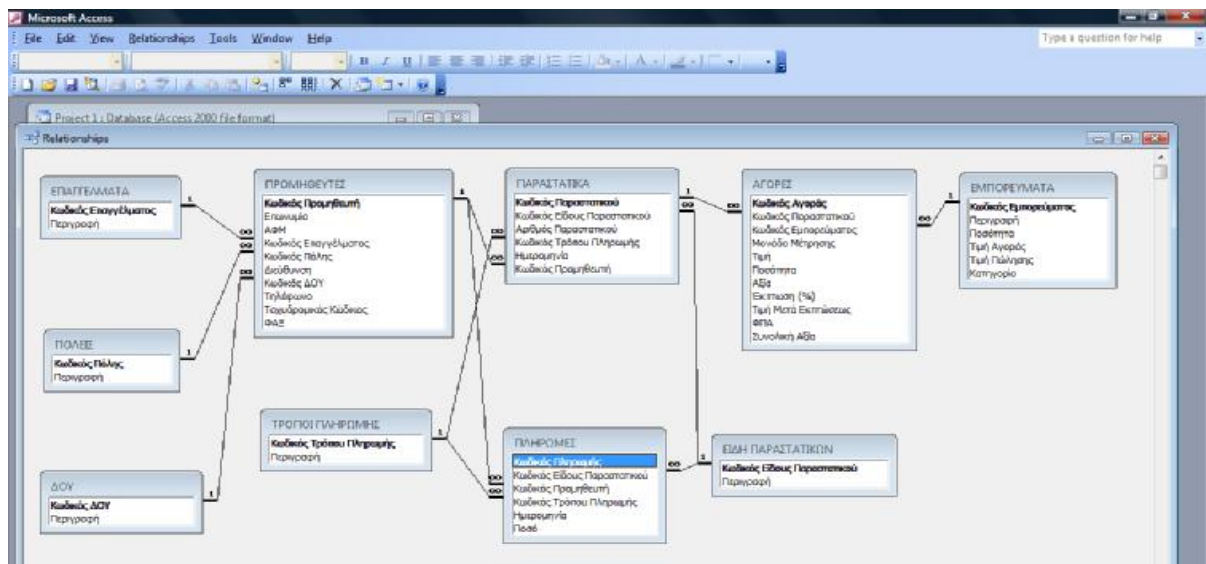 Microsoft Access
File Edit View Relationships Tools Window Help
Type a question for help
Project 1 : Database (Access 2000 file format)
Relationships
ΕΠΑΓΓΕΛΜΑΤΑ
Κωδικός Επαγγέλματος
Περιγραφή
ΠΟΛΕΙΣ
Κωδικός Πόλης
Περιγραφή
ΔΟΥ
Κωδικός ΔΟΥ
Περιγραφή
ΠΡΟΜΗΘΕΥΤΕΣ
Κωδικός Προμηθευτή
Επωνυμία
ΑΦΜ
Κωδικός Επαγγέλματος
Κωδικός Πόλης
Διεύθυνση
Κωδικός ΔΟΥ
Τηλέφωνο
Ταχυδρομικός Κώδικας
ΦΑΞ
ΤΡΟΠΟΙ ΠΛΗΡΩΜΗΣ
Κωδικός Τρόπου Πληρωμής
Περιγραφή
ΠΑΡΑΣΤΑΤΙΚΑ
Κωδικός Παραστατικού
Κωδικός Είδους Παραστατικού
Αριθμός Παραστατικού
Κωδικός Τρόπου Πληρωμής
Ημερομηνία
Κωδικός Προμηθευτή
ΠΛΗΡΩΜΕΣ
Κωδικός Πληρωμής
Κωδικός Είδους Παραστατικού
Κωδικός Προμηθευτή
Κωδικός Τρόπου Πληρωμής
Ημερομηνία
Ποσό
ΑΓΟΡΕΣ
Κωδικός Αγοράς
Κωδικός Παραστατικού
Κωδικός Εμπορεύματος
Μονάδα Μέτρησης
Τιμή
Ποσότητα
Αξία
Έκπτωση (%)
Τιμή Μετά Εκπτώσεως
ΦΠΑ
Συνολική Αξία
ΕΙΔΗ ΠΑΡΑΣΤΑΤΙΚΩΝ
Κωδικός Είδους Παραστατικού
Περιγραφή
ΕΜΠΟΡΕΥΜΑΤΑ
Κωδικός Εμπορεύματος
Περιγραφή
Ποσότητα
Τιμή Αγοράς
Τιμή Πώλησης
Κατηγορία